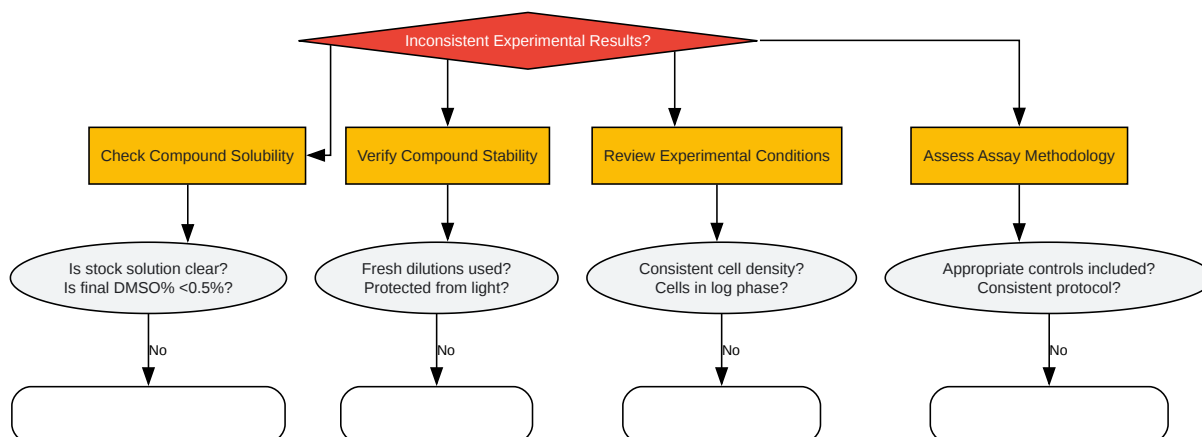 Inconsistent Experimental Results?
Check Compound Solubility
Verify Compound Stability
Review Experimental Conditions
Assess Assay Methodology
Is stock solution clear?
Is final DMSO% <0.5%?
Fresh dilutions used?
Protected from light?
Consistent cell density?
Cells in log phase?
Appropriate controls included?
Consistent protocol?
No
No
No
No